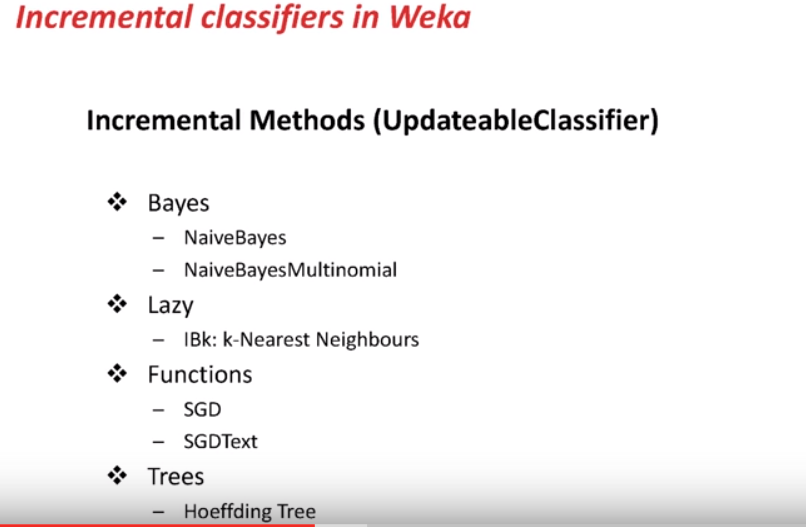 Incremental classifiers in Weka
Incremental Methods (UpdateableClassifier)
❖ Bayes
– NaiveBayes
– NaiveBayesMultinomial
❖ Lazy
– IBk: k-Nearest Neighbours
❖ Functions
– SGD
– SGDText
❖ Trees
– Hoeffding Tree